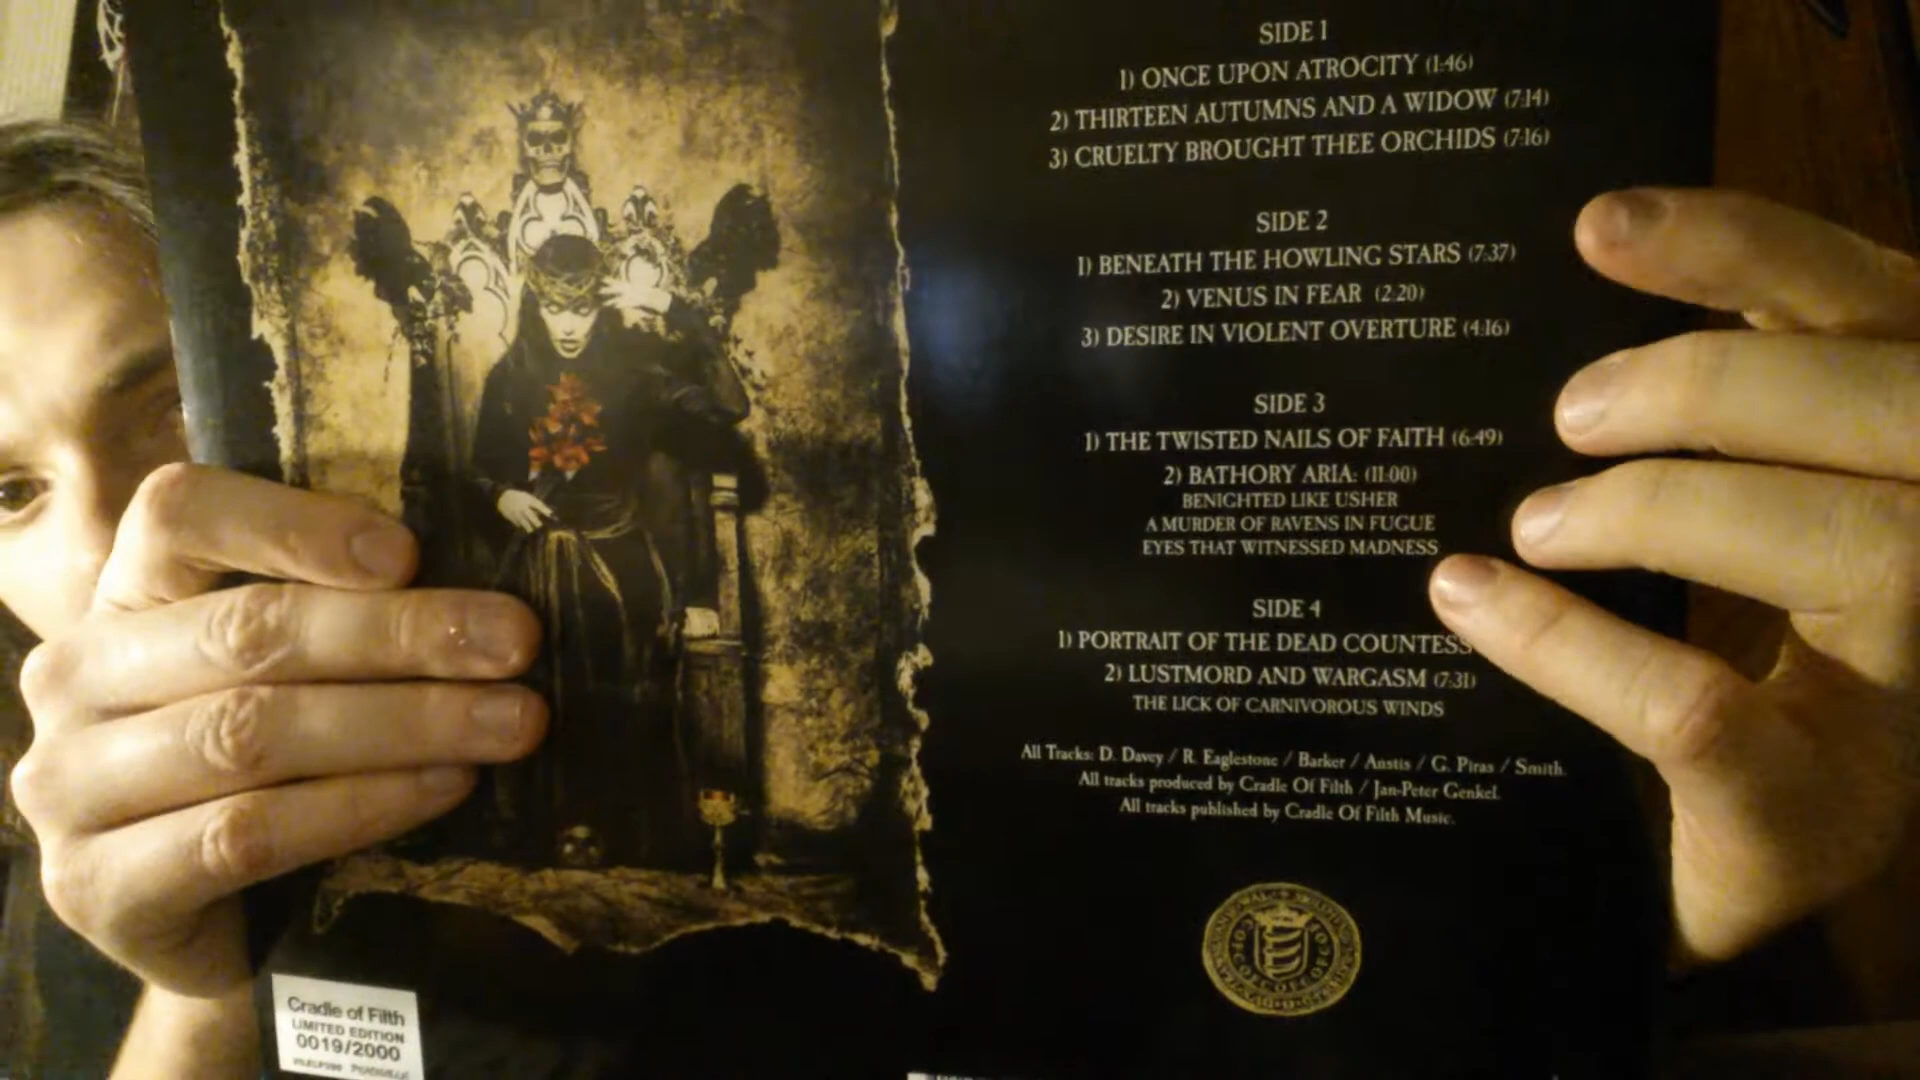 SIDE 1
1) ONCE UPON ATROCITY (1:46)
2) THIRTEEN AUTUMNS AND A WIDOW (7:14)
3) CRUELTY BROUGHT THEE ORCHIDS (7:16)
SIDE 2
1) BENEATH THE HOWLING STARS (7:37)
2) VENUS IN FEAR (2:20)
3) DESIRE IN VIOLENT OVERTURE (4:16)
SIDE 3
1) THE TWISTED NAILS OF FAITH (6:49)
2) BATHORY ARIA: (11:00)
BENIGHTED LIKE USHER
A MURDER OF RAVENS IN FUGUE
EYES THAT WITNESSED MADNESS
SIDE 4
1) PORTRAIT OF THE DEAD COUNTESS
2) LUSTMORD AND WARGASM (7:31)
THE LICK OF CARNIVOROUS WINDS
All Tracks: D. Davey / R. Eaglestone / Barker / Anstis / G. Piras / Smith.
All tracks produced by Cradle Of Filth / Jan-Peter Genkel.
All tracks published by Cradle Of Filth Music.
Cradle of Filth
LIMITED EDITION
0019/2000